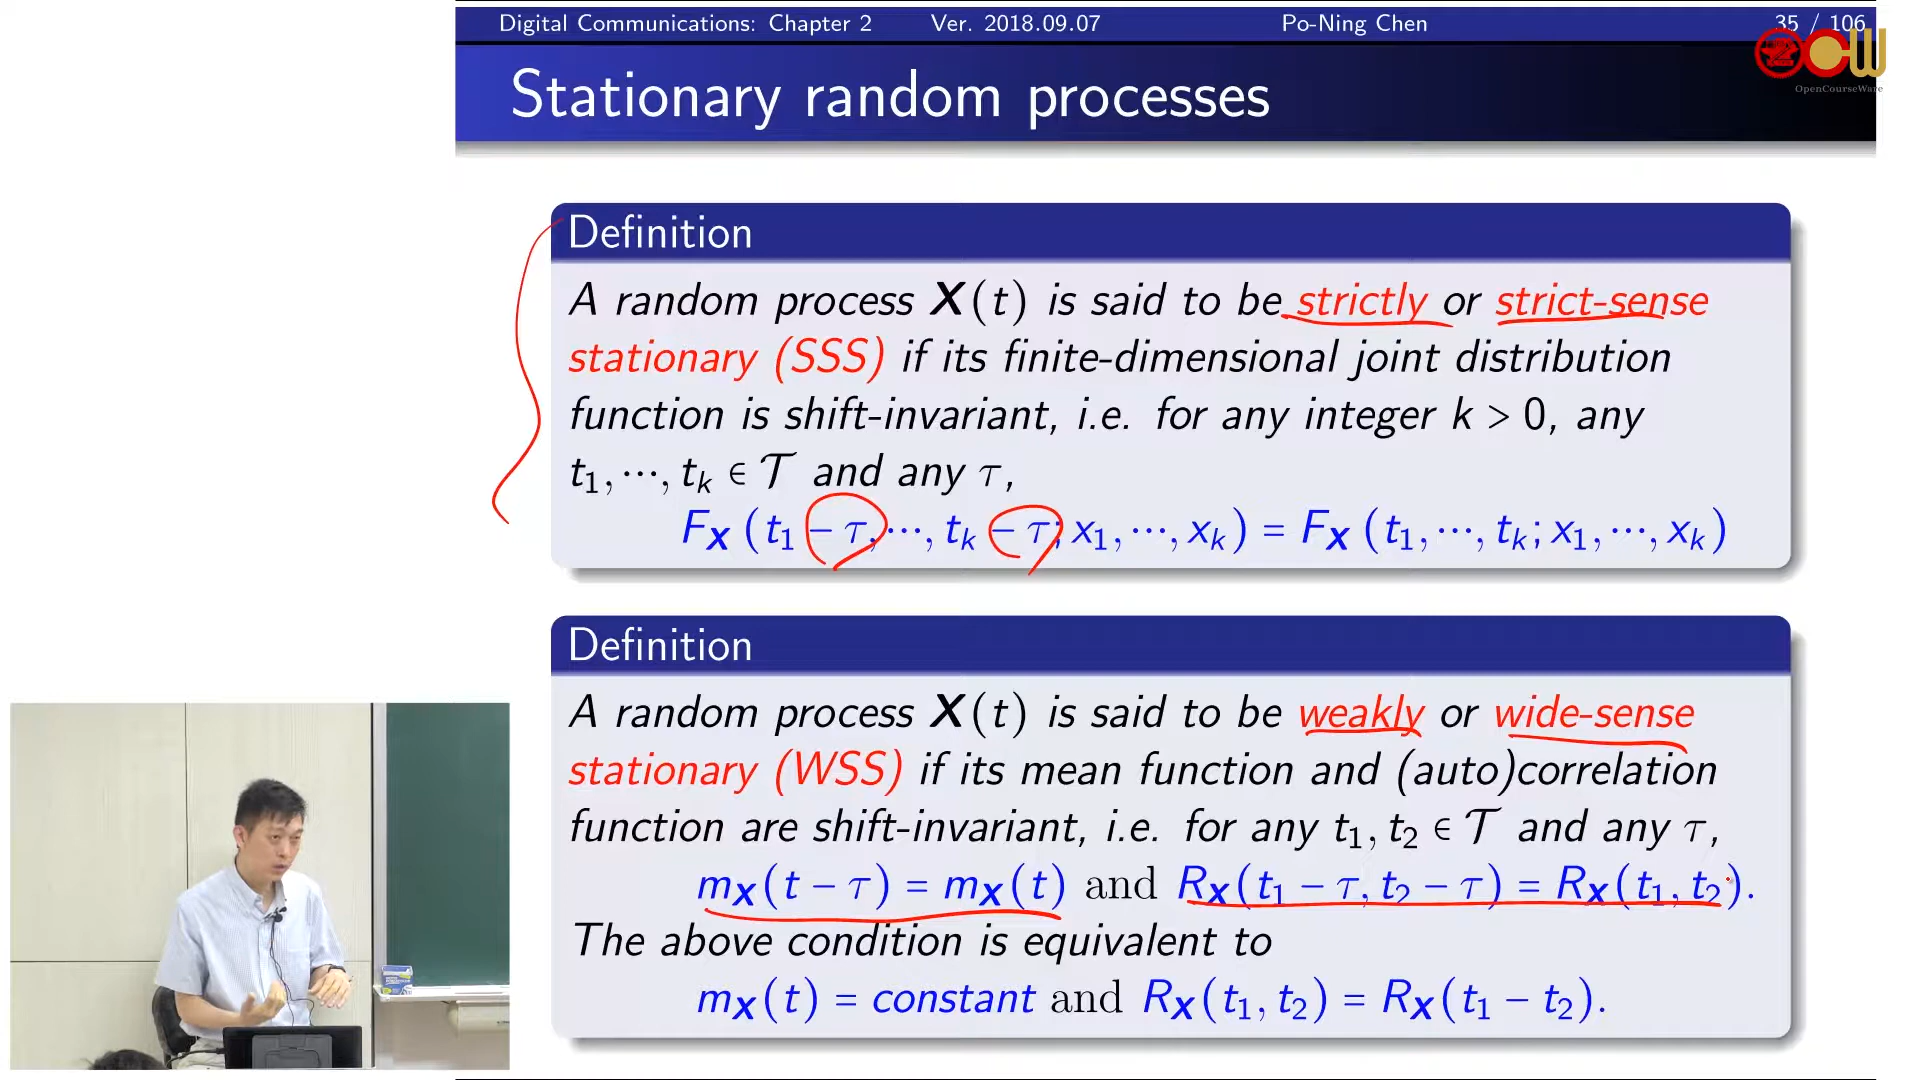 Digital Communications: Chapter 2 Ver. 2018.09.07 Po-Ning Chen 35 / 106
OCW
OpenCourseWare
Stationary random processes
Definition
A random process X(t) is said to be strictly or strict-sense
stationary (SSS) if its finite-dimensional joint distribution
function is shift-invariant, i.e. for any integer k > 0, any
t₁, ⋯, tₖ ∈ 𝒯 and any τ,
F_X (t₁ − τ, ⋯, tₖ − τ; x₁, ⋯, xₖ) = F_X (t₁, ⋯, tₖ; x₁, ⋯, xₖ)
Definition
A random process X(t) is said to be weakly or wide-sense
stationary (WSS) if its mean function and (auto)correlation
function are shift-invariant, i.e. for any t₁, t₂ ∈ 𝒯 and any τ,
m_X(t − τ) = m_X(t) and R_X(t₁ − τ, t₂ − τ) = R_X(t₁, t₂).
The above condition is equivalent to
m_X(t) = constant and R_X(t₁, t₂) = R_X(t₁ − t₂).